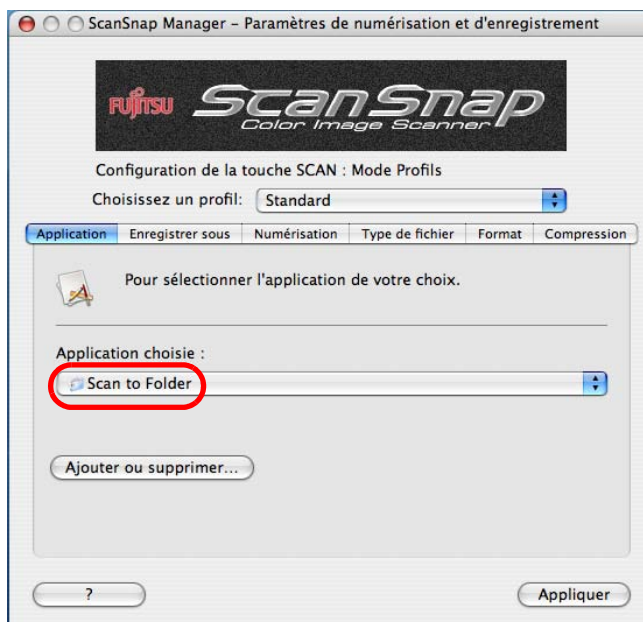 ScanSnap Manager – Paramètres de numérisation et d'enregistrement
FUJITSU ScanSnap
Color Image Scanner
Configuration de la touche SCAN : Mode Profils
Choisissez un profil: Standard
Application Enregistrer sous Numérisation Type de fichier Format Compression
Pour sélectionner l'application de votre choix.
Application choisie :
Scan to Folder
Ajouter ou supprimer...
? Appliquer